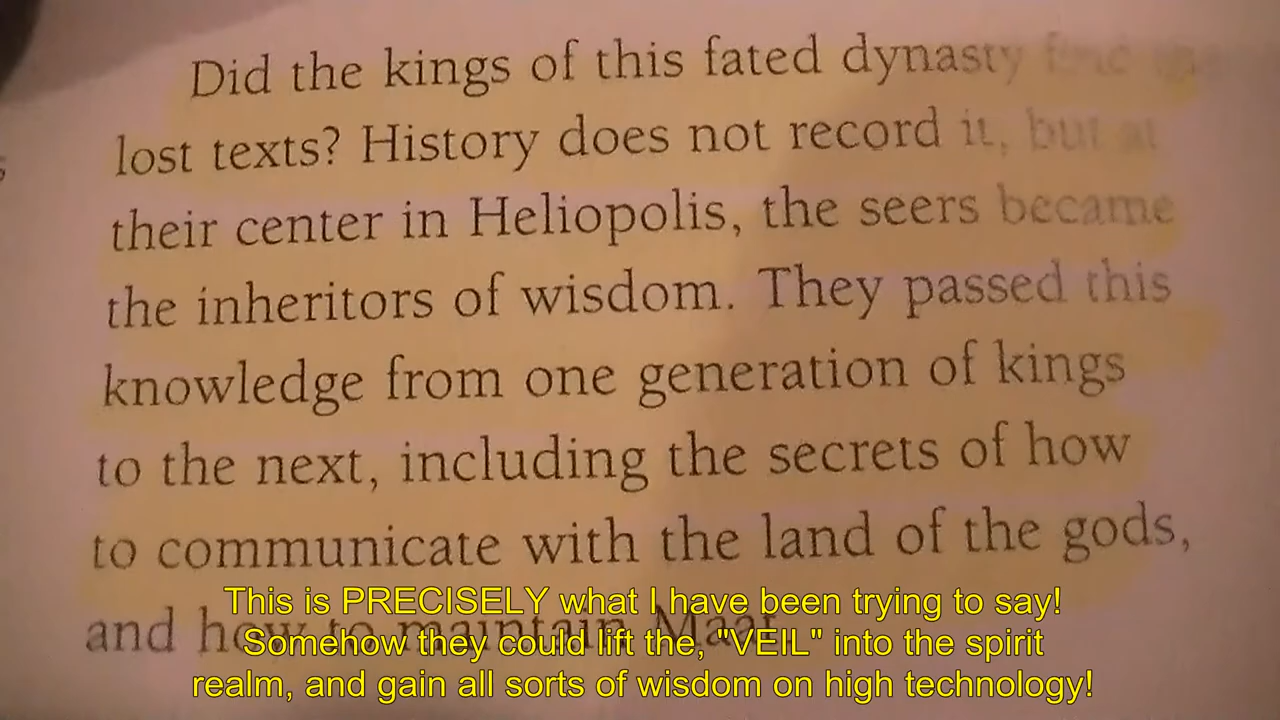 Did the kings of this fated dynasty find the
lost texts? History does not record it, but at
their center in Heliopolis, the seers became
the inheritors of wisdom. They passed this
knowledge from one generation of kings
to the next, including the secrets of how
to communicate with the land of the gods,
and how to maintain Maat
This is PRECISELY what I have been trying to say!
Somehow they could lift the, "VEIL" into the spirit
realm, and gain all sorts of wisdom on high technology!